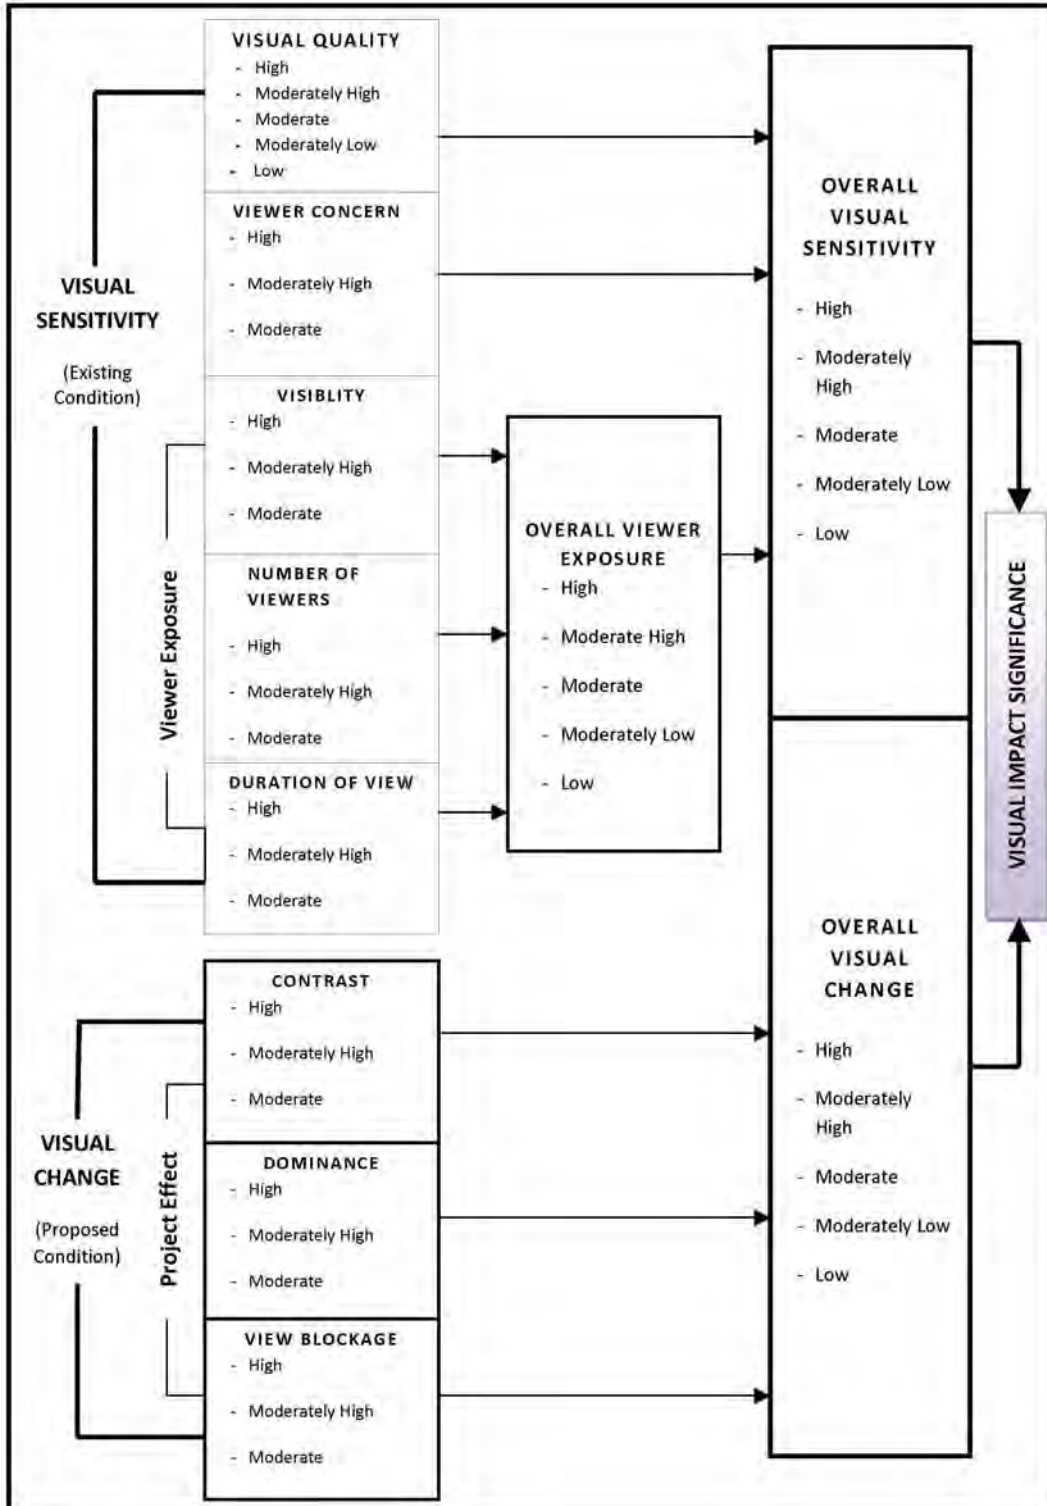 VISUAL
SENSITIVITY
(Existing
Condition)
Viewer Exposure
VISUAL QUALITY
- High
- Moderately High
- Moderate
- Moderately Low
- Low
VIEWER CONCERN
- High
- Moderately High
- Moderate
VISIBLITY
- High
- Moderately High
- Moderate
NUMBER OF
VIEWERS
- High
- Moderately High
- Moderate
DURATION OF VIEW
- High
- Moderately High
- Moderate
OVERALL VIEWER
EXPOSURE
- High
- Moderate High
- Moderate
- Moderately Low
- Low
OVERALL
VISUAL
SENSITIVITY
- High
- Moderately
High
- Moderate
- Moderately Low
- Low
VISUAL
CHANGE
(Proposed
Condition)
Project Effect
CONTRAST
- High
- Moderately High
- Moderate
DOMINANCE
- High
- Moderately High
- Moderate
VIEW BLOCKAGE
- High
- Moderately High
- Moderate
OVERALL
VISUAL
CHANGE
- High
- Moderately
High
- Moderate
- Moderately Low
- Low
VISUAL IMPACT SIGNIFICANCE